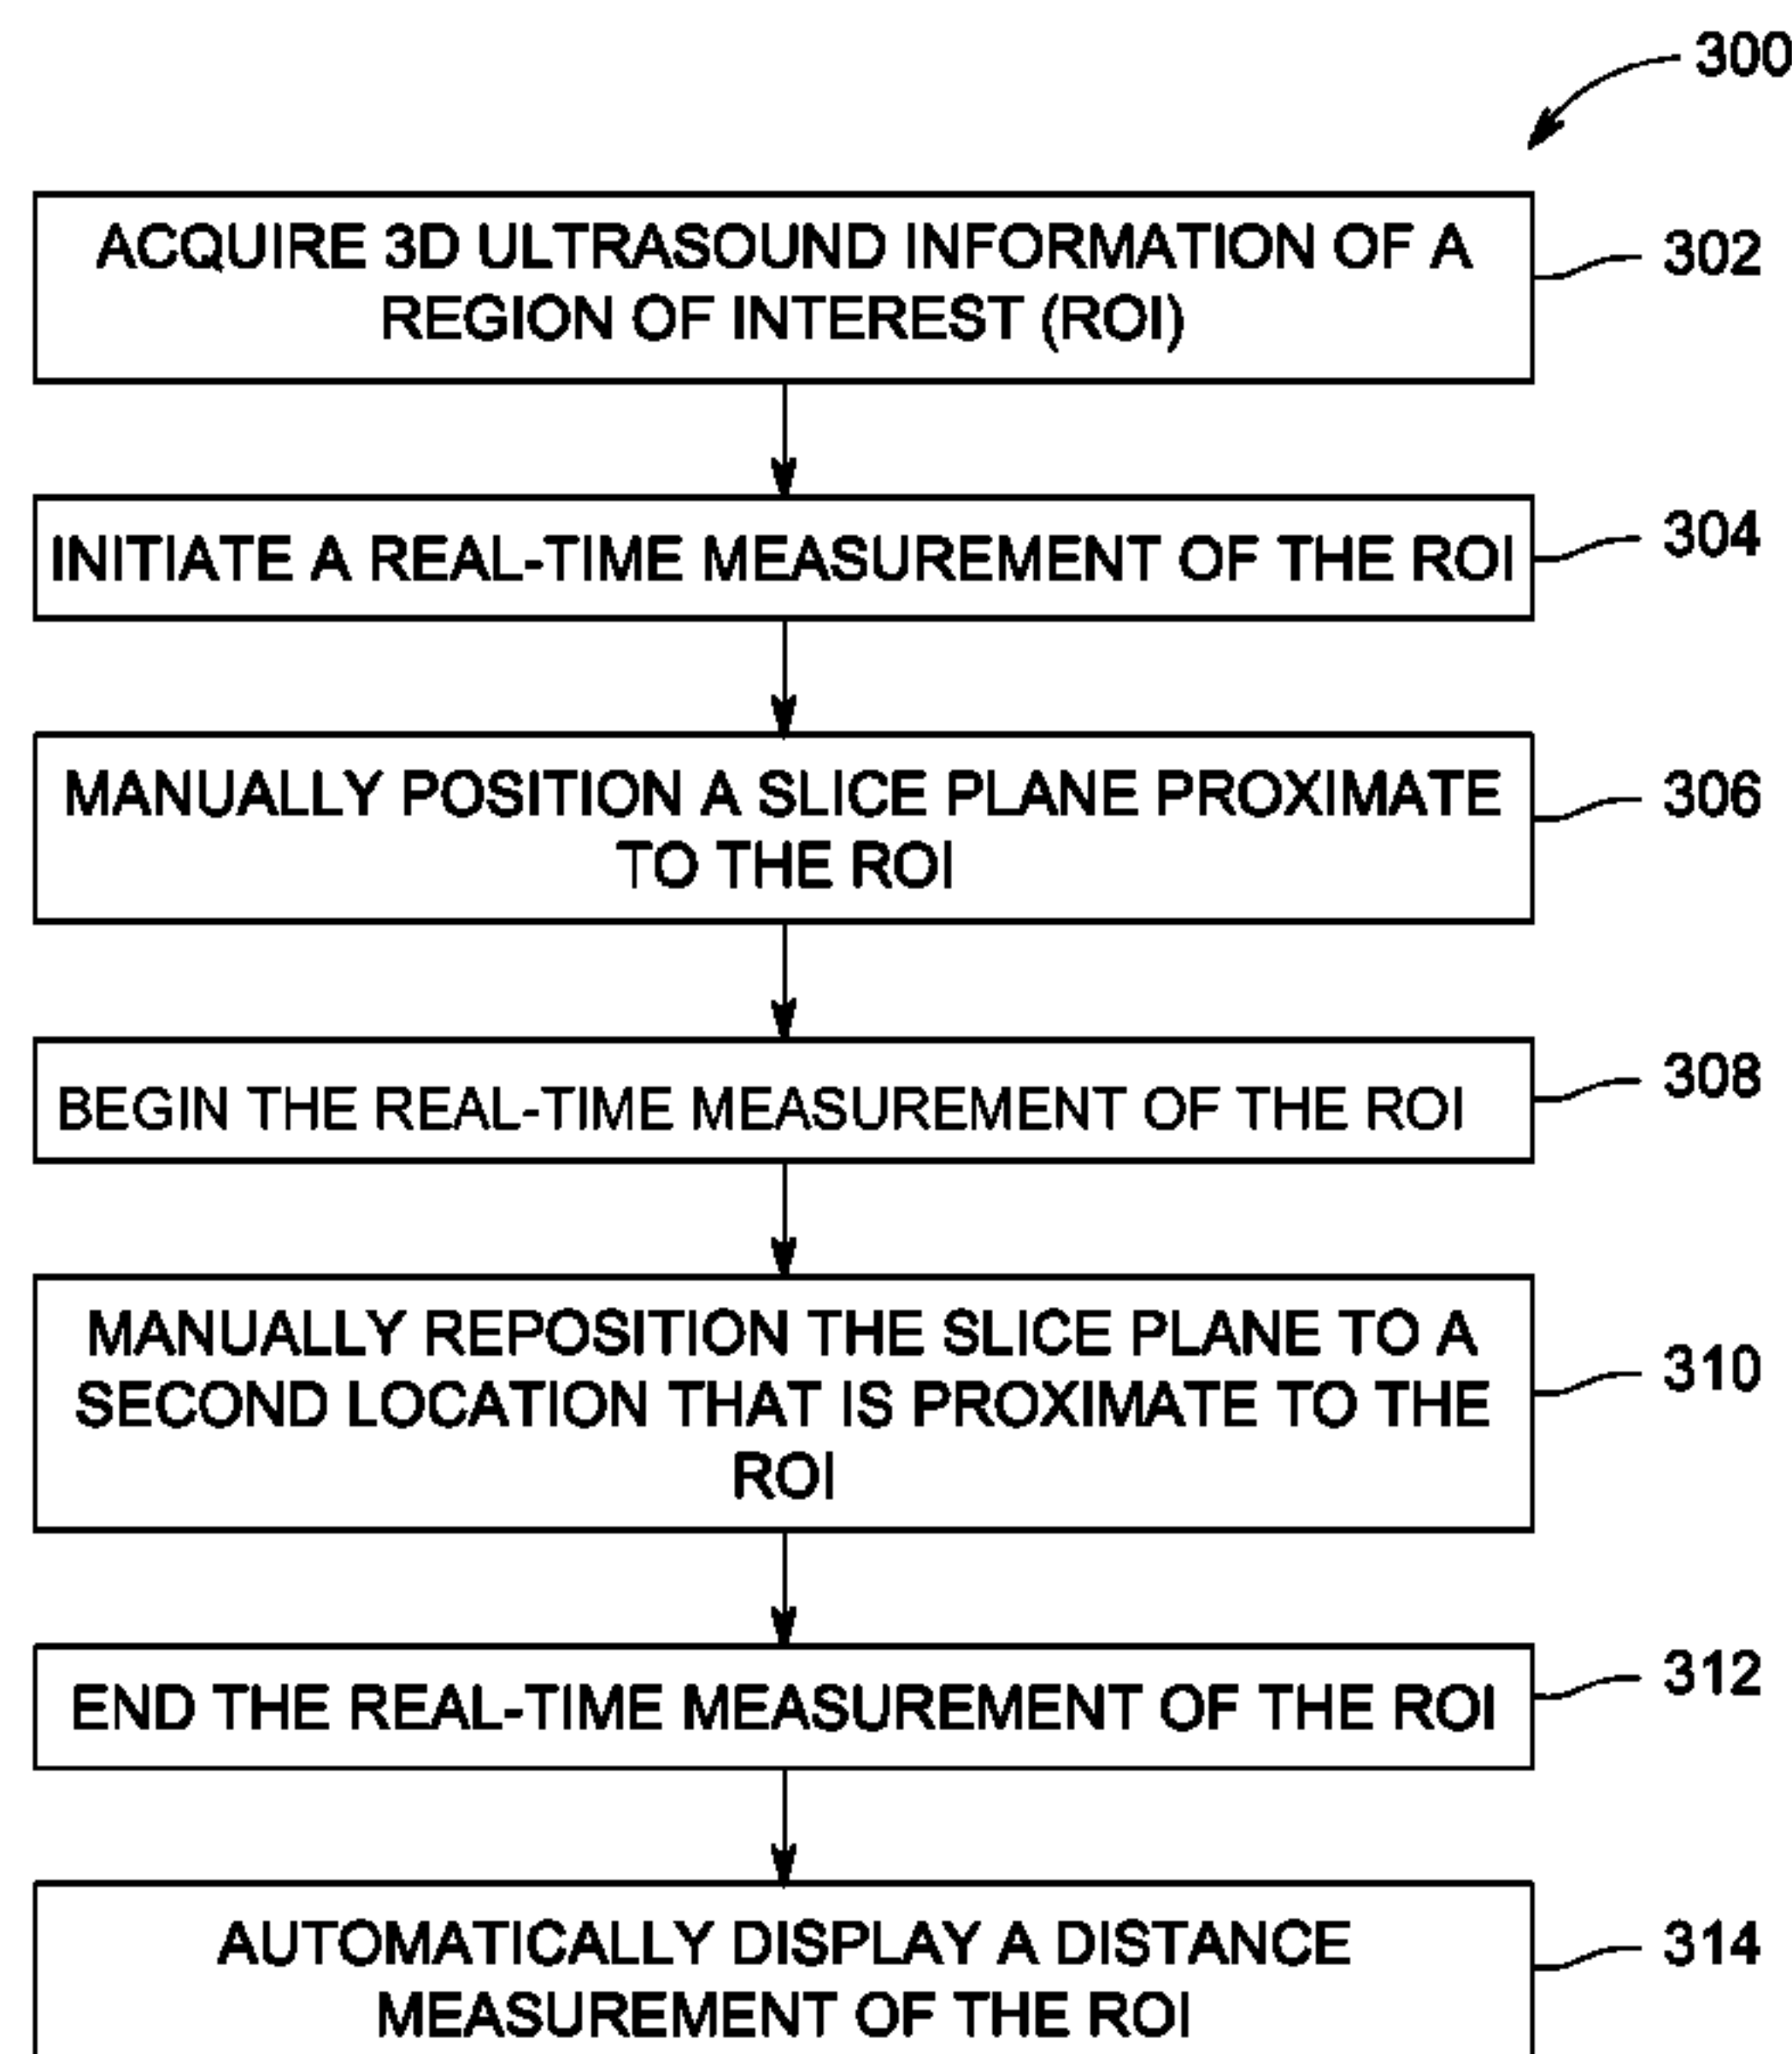 300
ACQUIRE 3D ULTRASOUND INFORMATION OF A
REGION OF INTEREST (ROI)
302
INITIATE A REAL-TIME MEASUREMENT OF THE ROI
304
MANUALLY POSITION A SLICE PLANE PROXIMATE
TO THE ROI
306
BEGIN THE REAL-TIME MEASUREMENT OF THE ROI
308
MANUALLY REPOSITION THE SLICE PLANE TO A
SECOND LOCATION THAT IS PROXIMATE TO THE
ROI
310
END THE REAL-TIME MEASUREMENT OF THE ROI
312
AUTOMATICALLY DISPLAY A DISTANCE
MEASUREMENT OF THE ROI
314